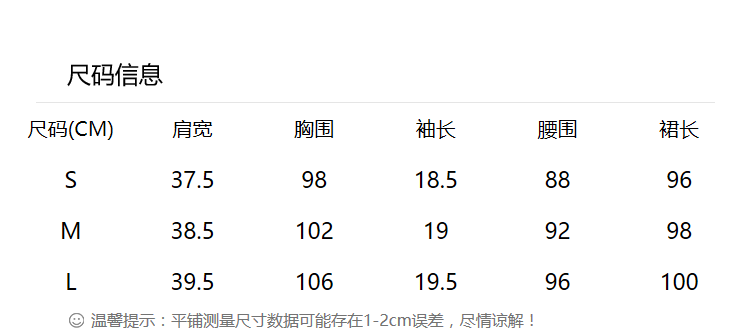 尺码信息
尺码(CM) 肩宽 胸围 袖长 腰围 裙长
S 37.5 98 18.5 88 96
M 38.5 102 19 92 98
L 39.5 106 19.5 96 100
温馨提示：平铺测量尺寸数据可能存在1-2cm误差，尽情谅解！